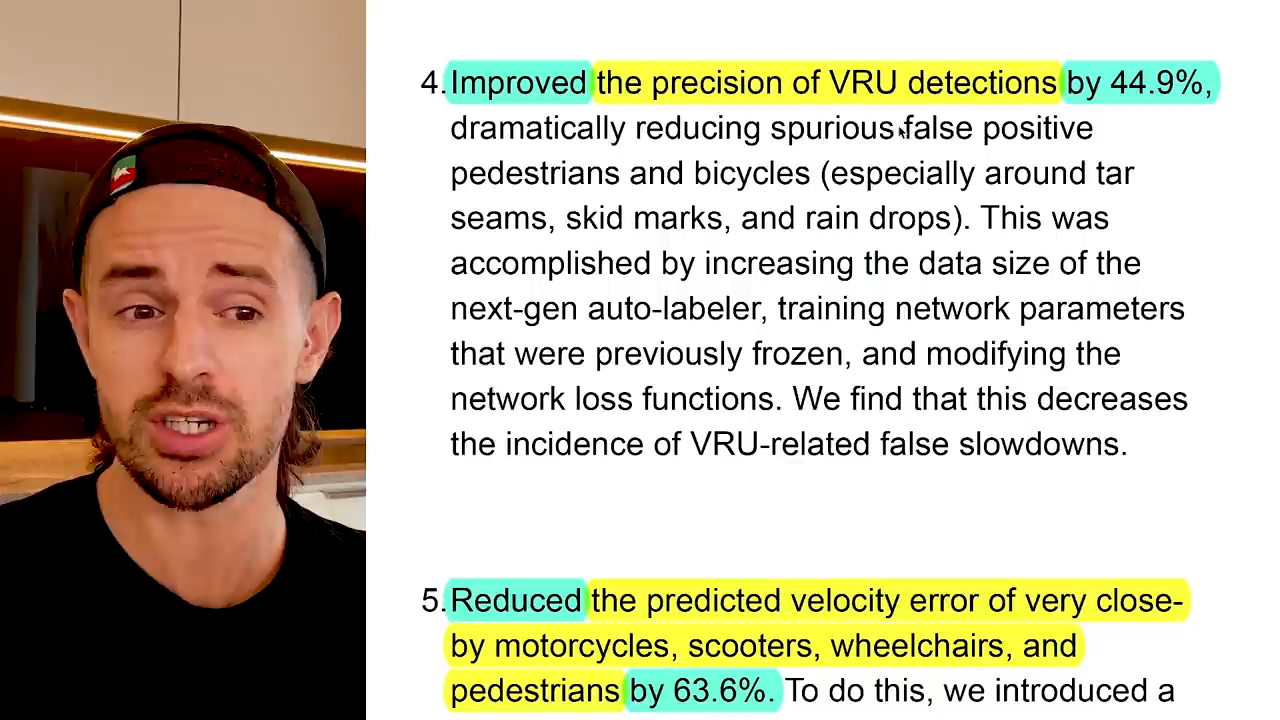 4. Improved the precision of VRU detections by 44.9%,
dramatically reducing spurious false positive
pedestrians and bicycles (especially around tar
seams, skid marks, and rain drops). This was
accomplished by increasing the data size of the
next-gen auto-labeler, training network parameters
that were previously frozen, and modifying the
network loss functions. We find that this decreases
the incidence of VRU-related false slowdowns.
5. Reduced the predicted velocity error of very close-
by motorcycles, scooters, wheelchairs, and
pedestrians by 63.6%. To do this, we introduced a